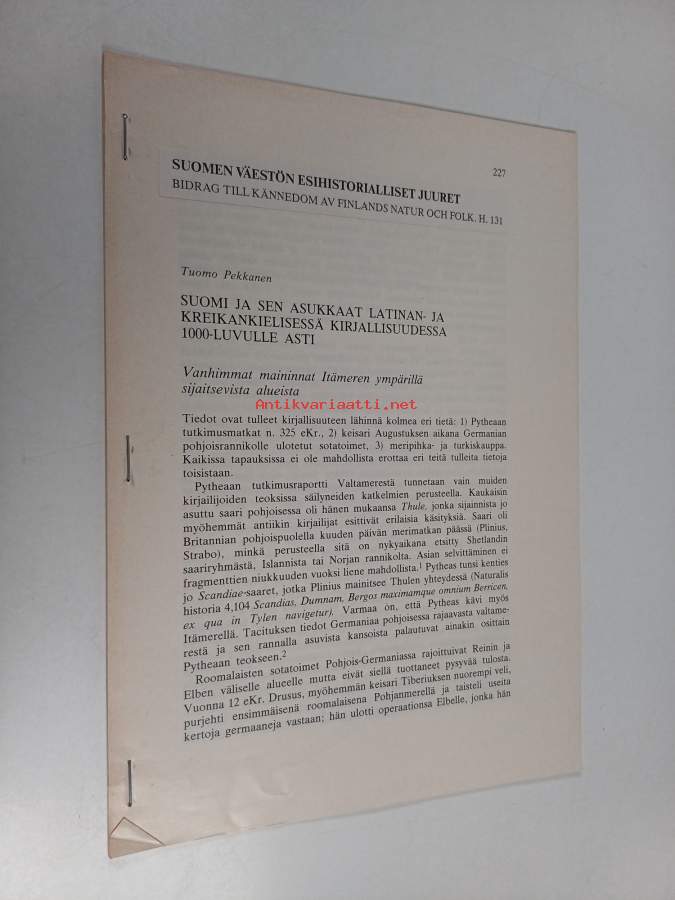 227
SUOMEN VÄESTÖN ESIHISTORIALLISET JUURET
BIDRAG TILL KÄNNEDOM AV FINLANDS NATUR OCH FOLK. H. 131
Tuomo Pekkanen
SUOMI JA SEN ASUKKAAT LATINAN- JA
KREIKANKIELISESSÄ KIRJALLISUUDESSA
1000-LUVULLE ASTI
Vanhimmat maininnat Itämeren ympärillä
sijaitsevista alueista
Antikvariaatti.net
Tiedot ovat tulleet kirjallisuuteen lähinnä kolmea eri tietä: 1) Pytheaan
tutkimusmatkat n. 325 eKr., 2) keisari Augustuksen aikana Germanian
pohjoisrannikolle ulotetut sotatoimet, 3) meripihka- ja turkiskauppa.
Kaikissa tapauksissa ei ole mahdollista erottaa eri teitä tulleita tietoja
toisistaan.
Pytheaan tutkimusraportti Valtamerestä tunnetaan vain muiden
kirjailijoiden teoksissa säilyneiden katkelmien perusteella. Kaukaisin
asuttu saari pohjoisessa oli hänen mukaansa Thule, jonka sijainnista jo
myöhemmät antiikin kirjailijat esittivät erilaisia käsityksiä. Saari oli
Britannian pohjoispuolella kuuden päivän merimatkan päässä (Plinius,
Strabo), minkä perusteella sitä on nykyaikana etsitty Shetlandin
saariryhmästä, Islannista tai Norjan rannikolta. Asian selvittäminen ei
fragmenttien niukkuuden vuoksi liene mahdollista.1 Pytheas tunsi kenties
jo Scandiae-saaret, jotka Plinius mainitsee Thulen yhteydessä (Naturalis
historia 4,104 Scandias, Dumnam, Bergos maximamque omnium Berricen,
ex qua in Tylen navigetur). Varmaa on, että Pytheas kävi myös
Itämerellä. Tacituksen tiedot Germaniaa pohjoisessa rajaavasta valtame-
restä ja sen rannalla asuvista kansoista palautuvat ainakin osittain
Pytheaan teokseen.2
Roomalaisten sotatoimet Pohjois-Germaniassa rajoittuivat Reinin ja
Elben väliselle alueelle mutta eivät siellä tuottaneet pysyvää tulosta.
Vuonna 12 eKr. Drusus, myöhemmän keisari Tiberiuksen nuorempi veli,
purjehti ensimmäisenä roomalaisena Pohjanmerellä ja taisteli useita
kertoja germaaneja vastaan; hän ulotti operaationsa Elbelle, jonka hän